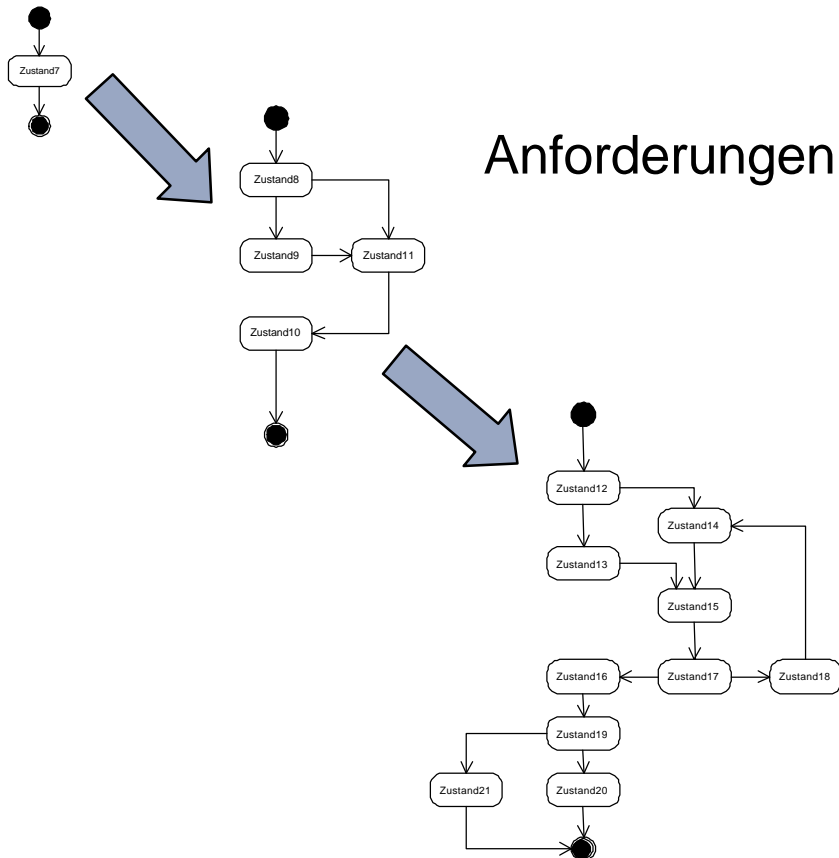 Zustand7
Anforderungen
Zustand8
Zustand9
Zustand11
Zustand10
Zustand12
Zustand14
Zustand13
Zustand15
Zustand16
Zustand17
Zustand18
Zustand19
Zustand21
Zustand20